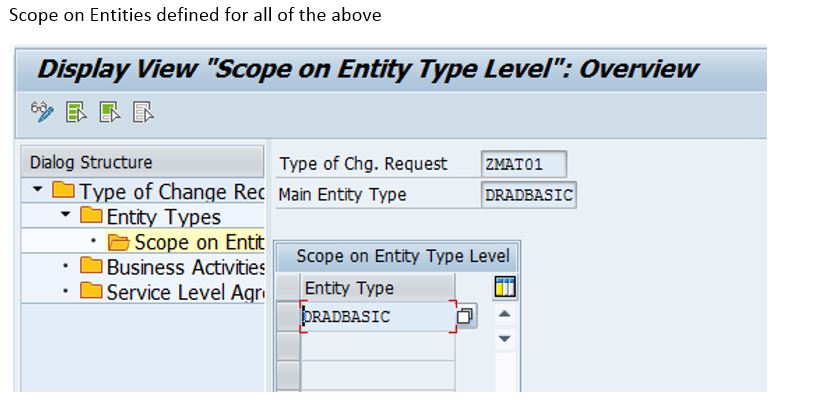 Scope on Entities defined for all of the above
Display View "Scope on Entity Type Level": Overview
Dialog Structure
Type of Change Rec
Entity Types
Scope on Entit
Business Activities
Service Level Agr
Type of Chg. Request ZMAT01
Main Entity Type DRADBASIC
Scope on Entity Type Level
Entity Type
DRADBASIC